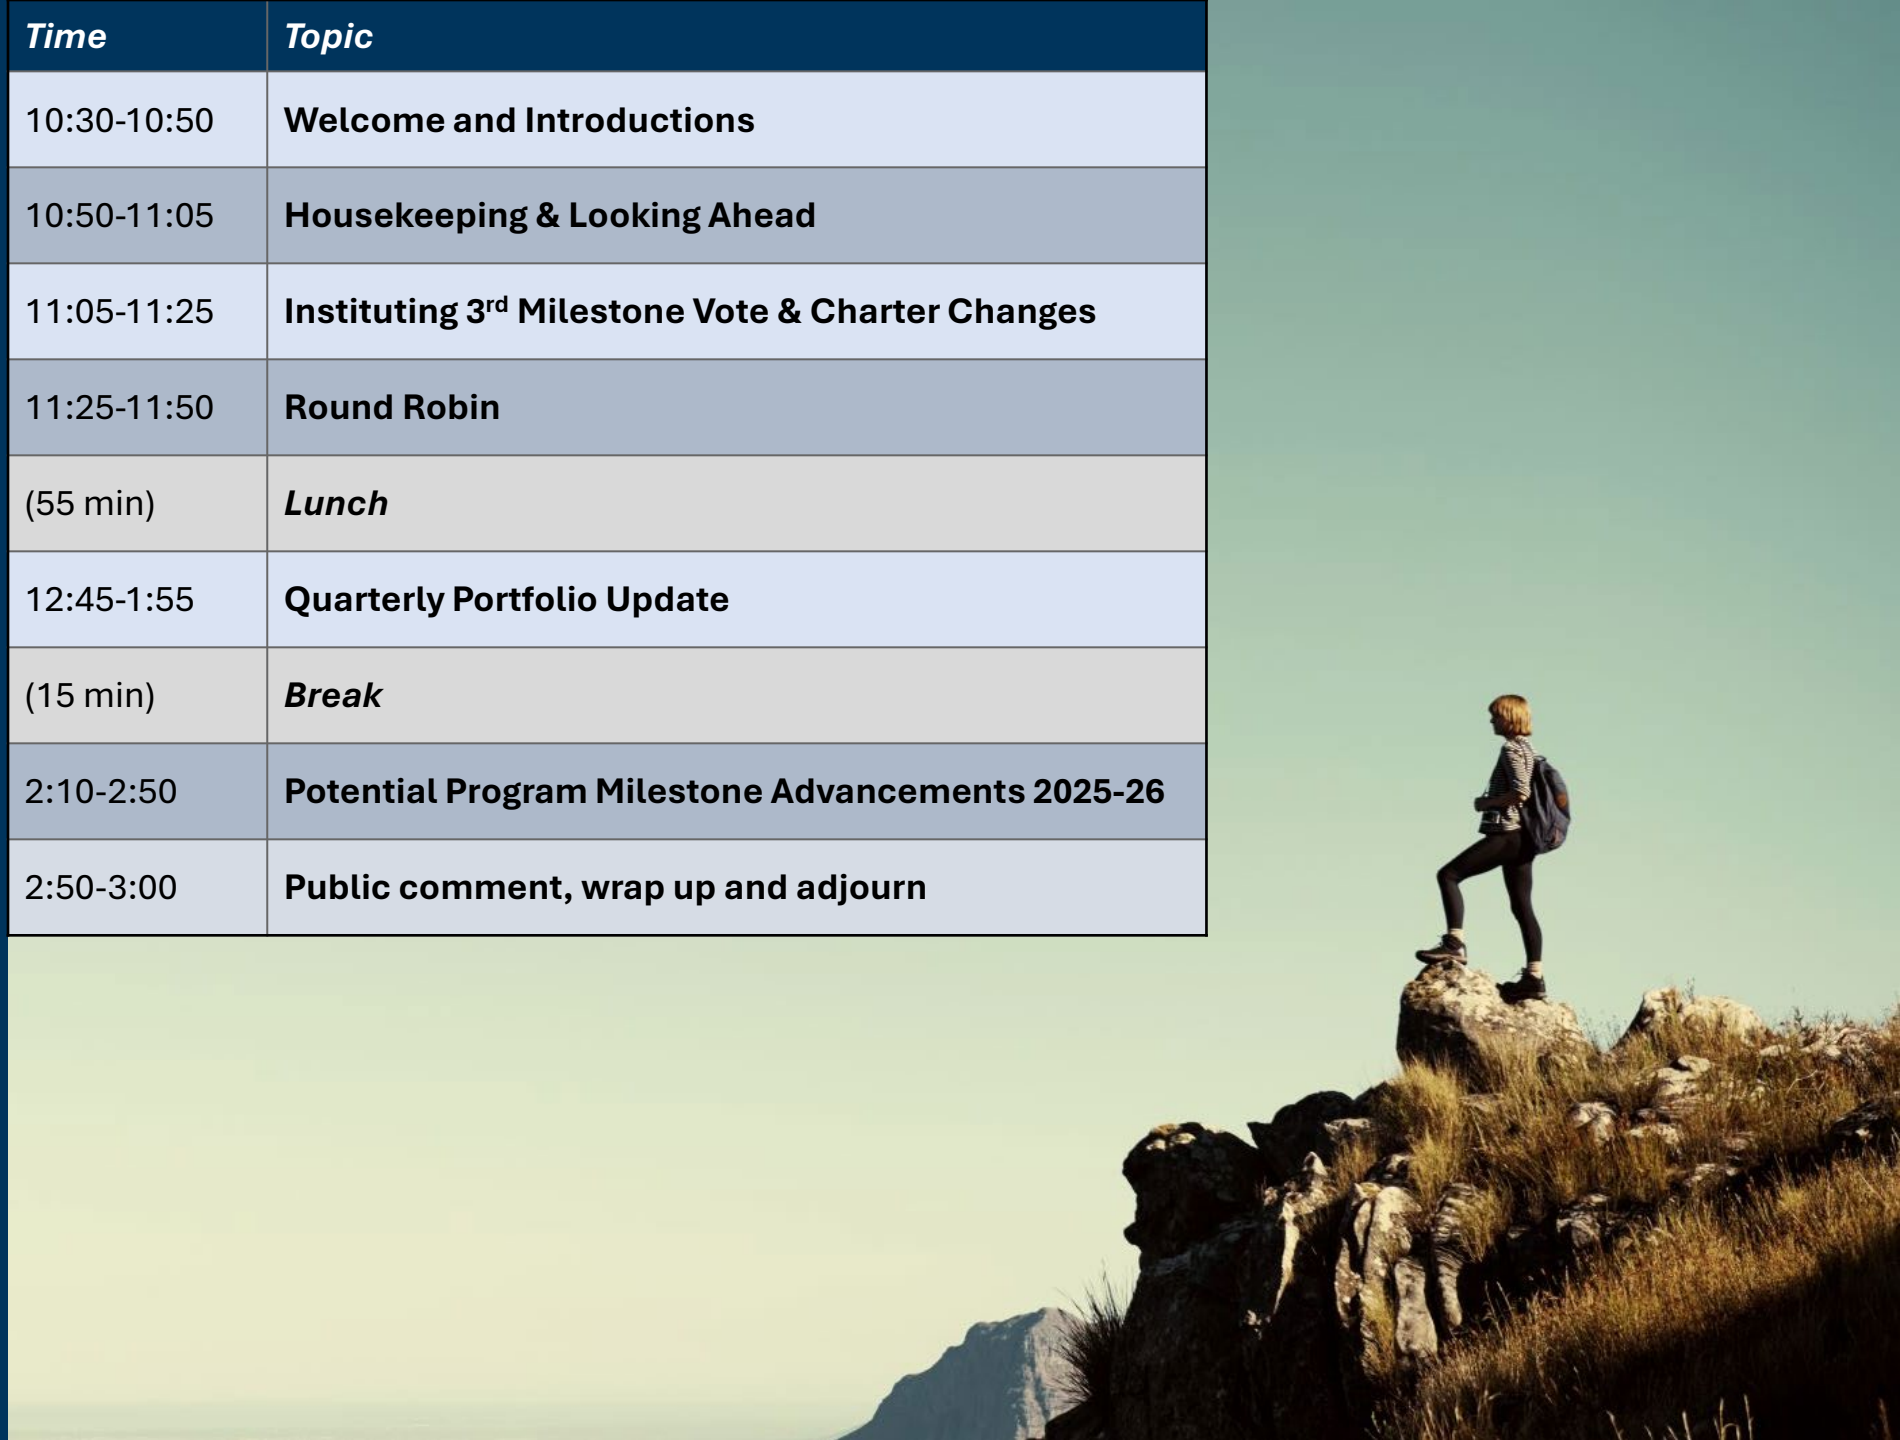 Time Topic
10:30-10:50 Welcome and Introductions
10:50-11:05 Housekeeping & Looking Ahead
11:05-11:25 Instituting 3rd Milestone Vote & Charter Changes
11:25-11:50 Round Robin
(55 min) Lunch
12:45-1:55 Quarterly Portfolio Update
(15 min) Break
2:10-2:50 Potential Program Milestone Advancements 2025-26
2:50-3:00 Public comment, wrap up and adjourn